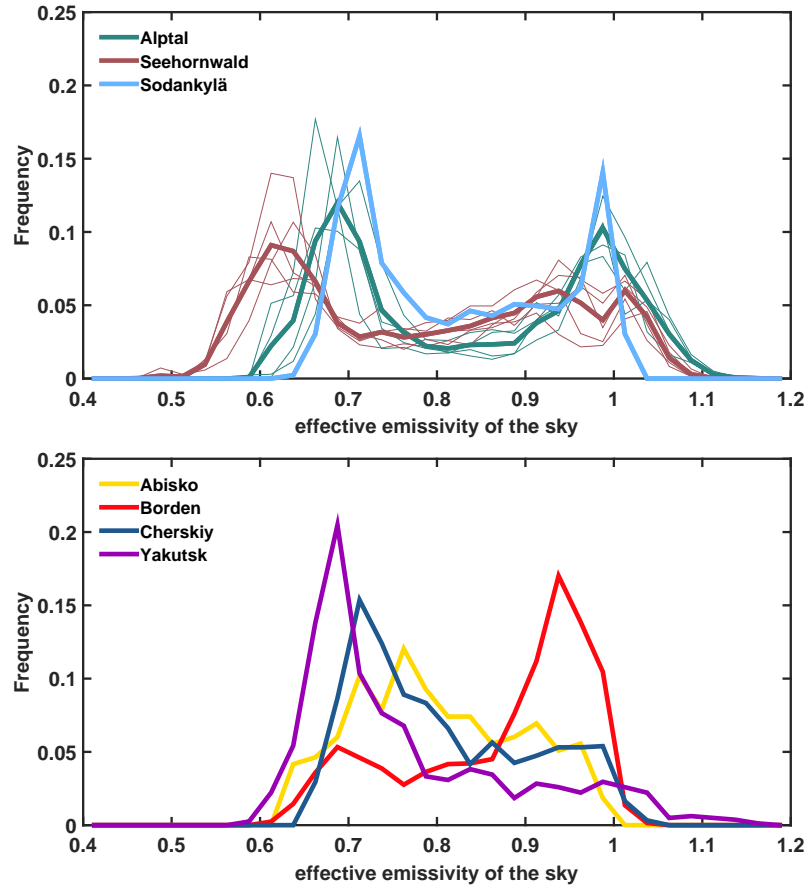 0.25
Alptal
Seehornwald
0.2
Sodankylä
0.15
Frequency
0.1
0.05
0
0.4 0.5 0.6 0.7 0.8 0.9 1 1.1 1.2
effective emissivity of the sky
0.25
Abisko
Borden
0.2
Cherskiy
Yakutsk
0.15
Frequency
0.1
0.05
0
0.4 0.5 0.6 0.7 0.8 0.9 1 1.1 1.2
effective emissivity of the sky